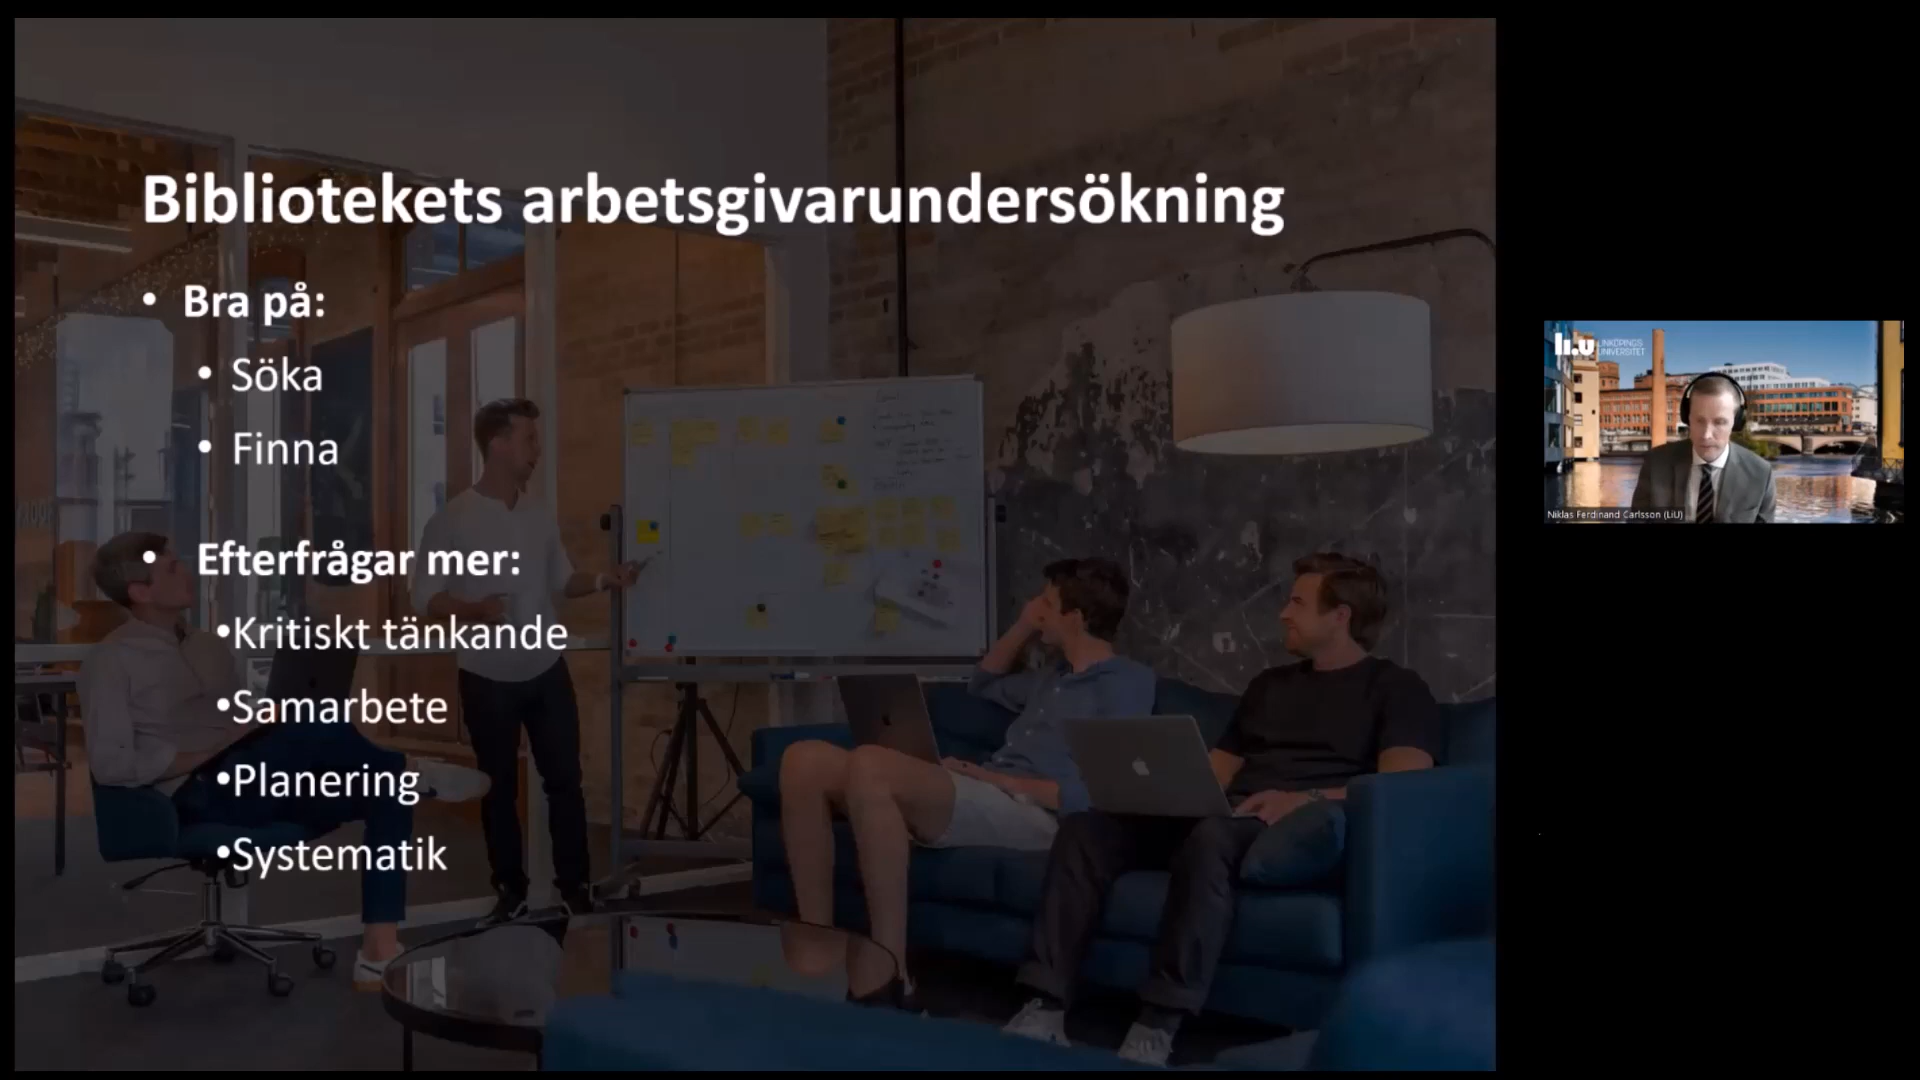 Bibliotekets arbetsgivarundersökning
• Bra på:
• Söka
• Finna
• Efterfrågar mer:
•Kritiskt tänkande
•Samarbete
•Planering
•Systematik
li.u LINKÖPINGS
UNIVERSITET
Niklas Ferdinand Carlsson (LiU)